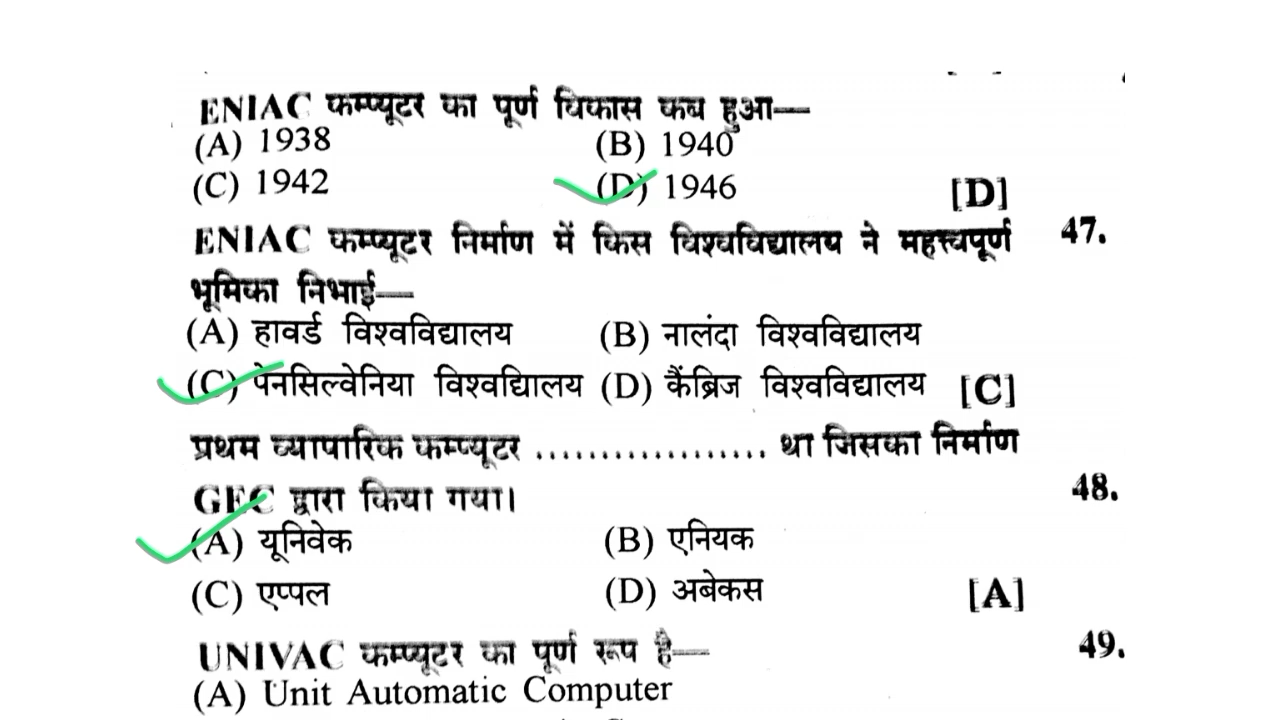 ENIAC कम्प्यूटर का पूर्ण विकास कब हुआ—
(A) 1938 (B) 1940
(C) 1942 (D) 1946 [D]
ENIAC कम्प्यूटर निर्माण में किस विश्वविद्यालय ने महत्त्वपूर्ण 47.
भूमिका निभाई—
(A) हावर्ड विश्वविद्यालय (B) नालंदा विश्वविद्यालय
(C) पेनसिल्वेनिया विश्वविद्यिालय (D) कैंब्रिज विश्वविद्यालय [C]
प्रथम व्यापारिक कम्प्यूटर .................. था जिसका निर्माण
GEC द्वारा किया गया। 48.
(A) यूनिवेक (B) एनियक
(C) एप्पल (D) अबेकस [A]
UNIVAC कम्प्यूटर का पूर्ण रूप है— 49.
(A) Unit Automatic Computer